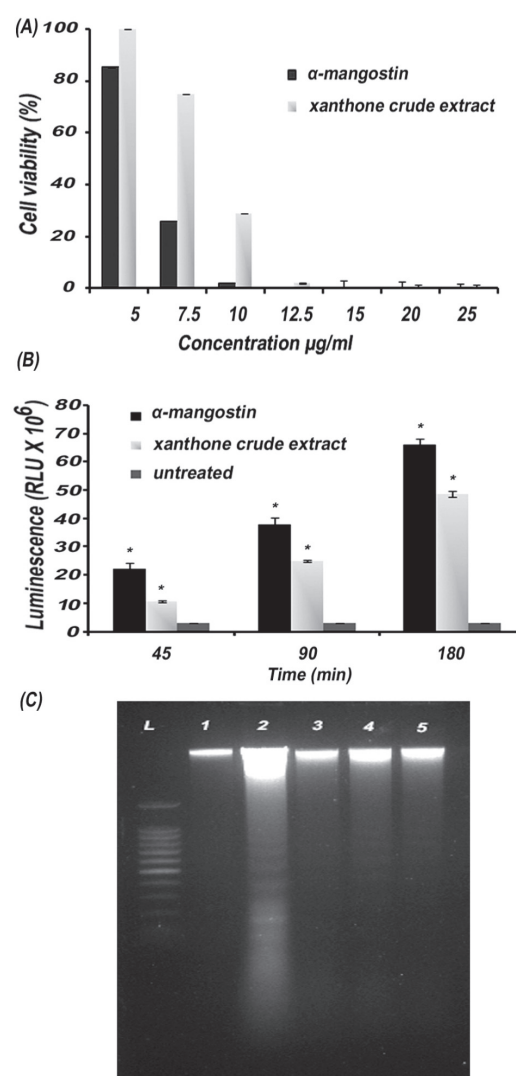 (A)
100
80
60
40
20
0
Cell viability (%)
α-mangostin
xanthone crude extract
5 7.5 10 12.5 15 20 25
Concentration µg/ml
(B)
80
70
60
50
40
30
20
10
0
Luminescence (RLU X 10⁶)
α-mangostin
xanthone crude extract
untreated
* * * * * *
45 90 180
Time (min)
(C)
L 1 2 3 4 5